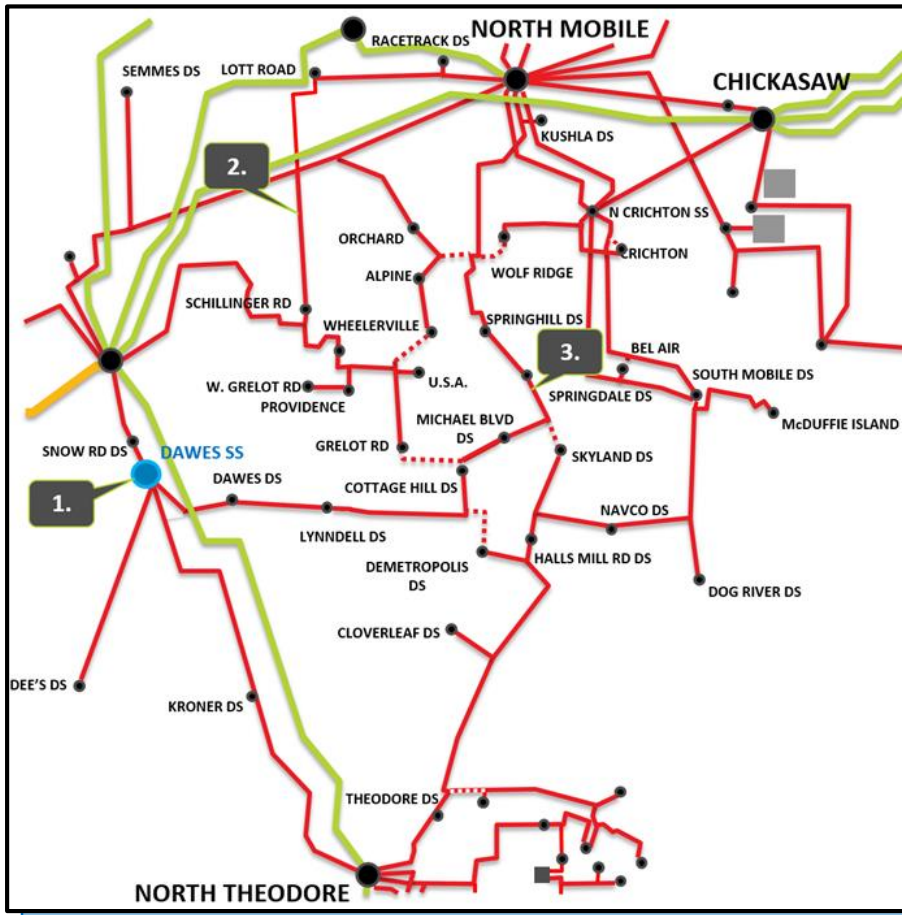 NORTH MOBILE
RACETRACK DS
LOTT ROAD
SEMMES DS
CHICKASAW
KUSHLA DS
2.
N CRICHTON SS
ORCHARD
CRICHTON
WOLF RIDGE
ALPINE
SCHILLINGER RD
SPRINGHILL DS
WHEELERVILLE
3.
BEL AIR
U.S.A.
SOUTH MOBILE DS
W. GRELOT RD
PROVIDENCE
SPRINGDALE DS
MICHAEL BLVD
DS
McDUFFIE ISLAND
GRELOT RD
SNOW RD DS
DAWES SS
SKYLAND DS
1.
DAWES DS
COTTAGE HILL DS
NAVCO DS
LYNNDELL DS
HALLS MILL RD DS
DEMETROPOLIS
DS
DOG RIVER DS
CLOVERLEAF DS
DEE'S DS
KRONER DS
THEODORE DS
NORTH THEODORE